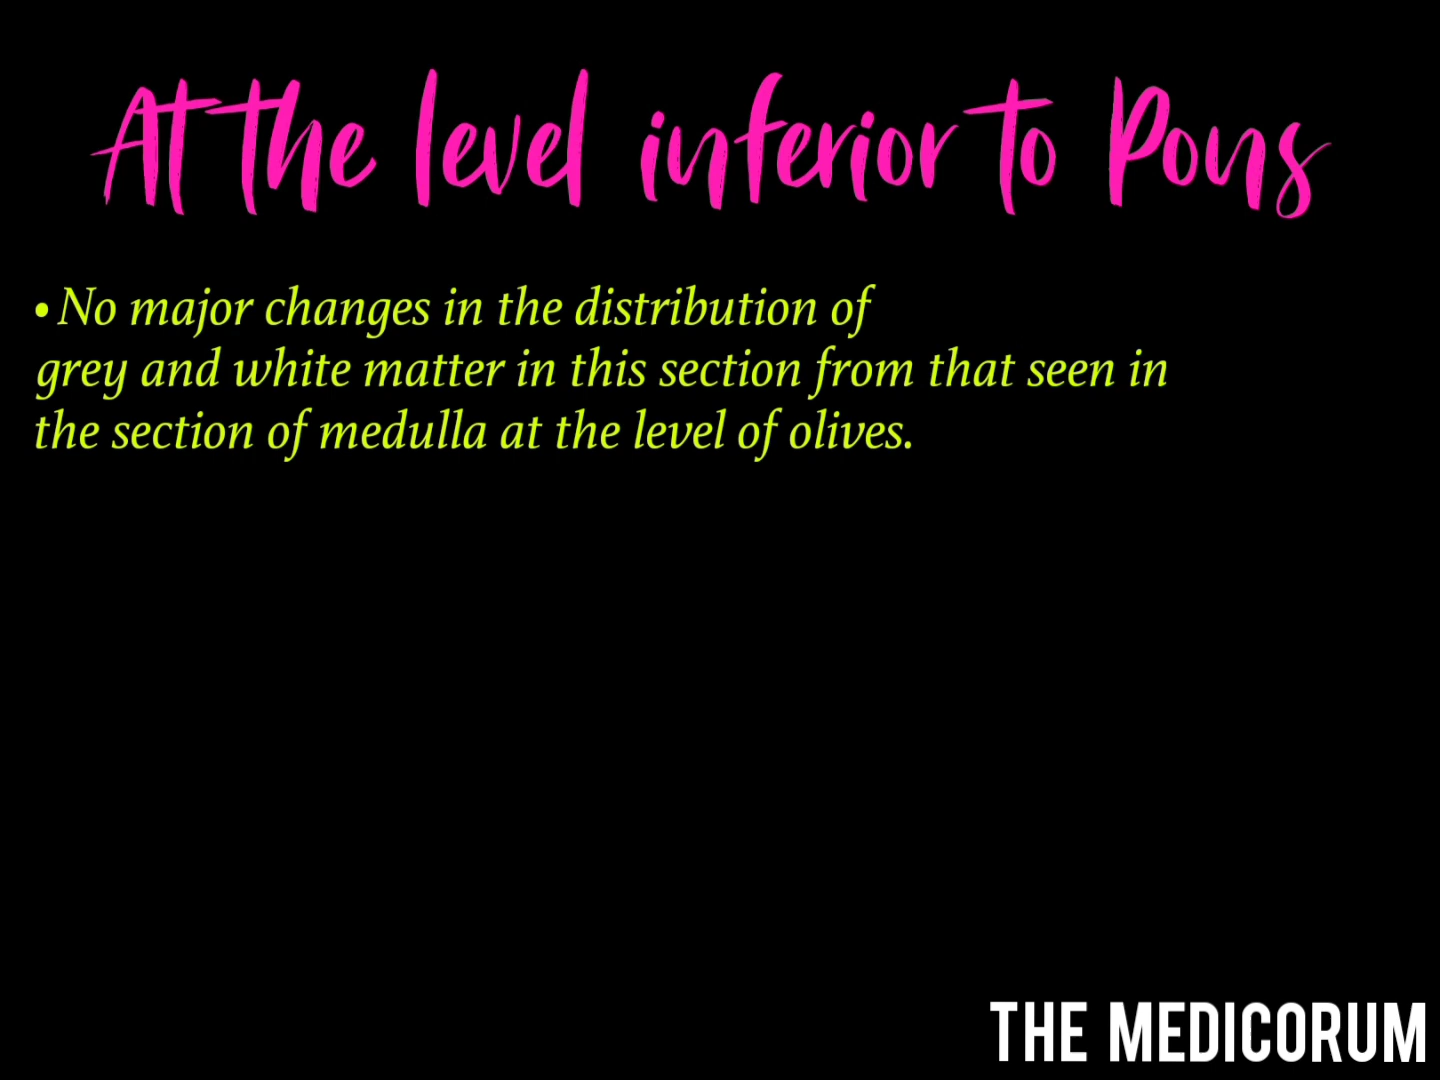 At the level inferior to Pons
• No major changes in the distribution of
grey and white matter in this section from that seen in
the section of medulla at the level of olives.
THE MEDICORUM